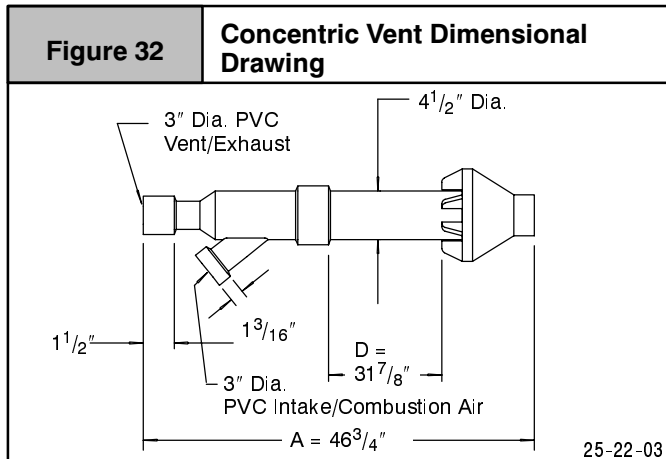 Figure 32
Concentric Vent Dimensional
Drawing
4 1/2″ Dia.
3″ Dia. PVC
Vent/Exhaust
1 3/16″
1 1/2″
D =
31 7/8″
3″ Dia.
PVC Intake/Combustion Air
A = 46 3/4″
25-22-03